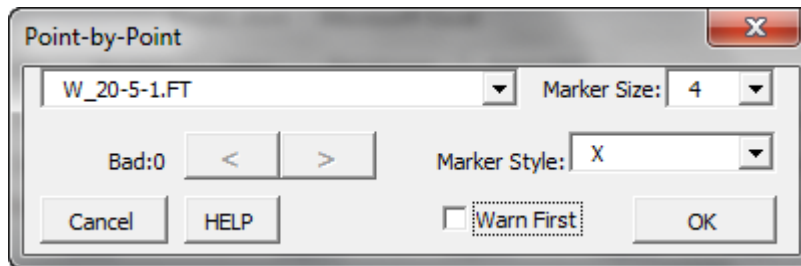 Point-by-Point
W_20-5-1.FT Marker Size: 4
Bad:0 < > Marker Style: X
Cancel HELP Warn First OK